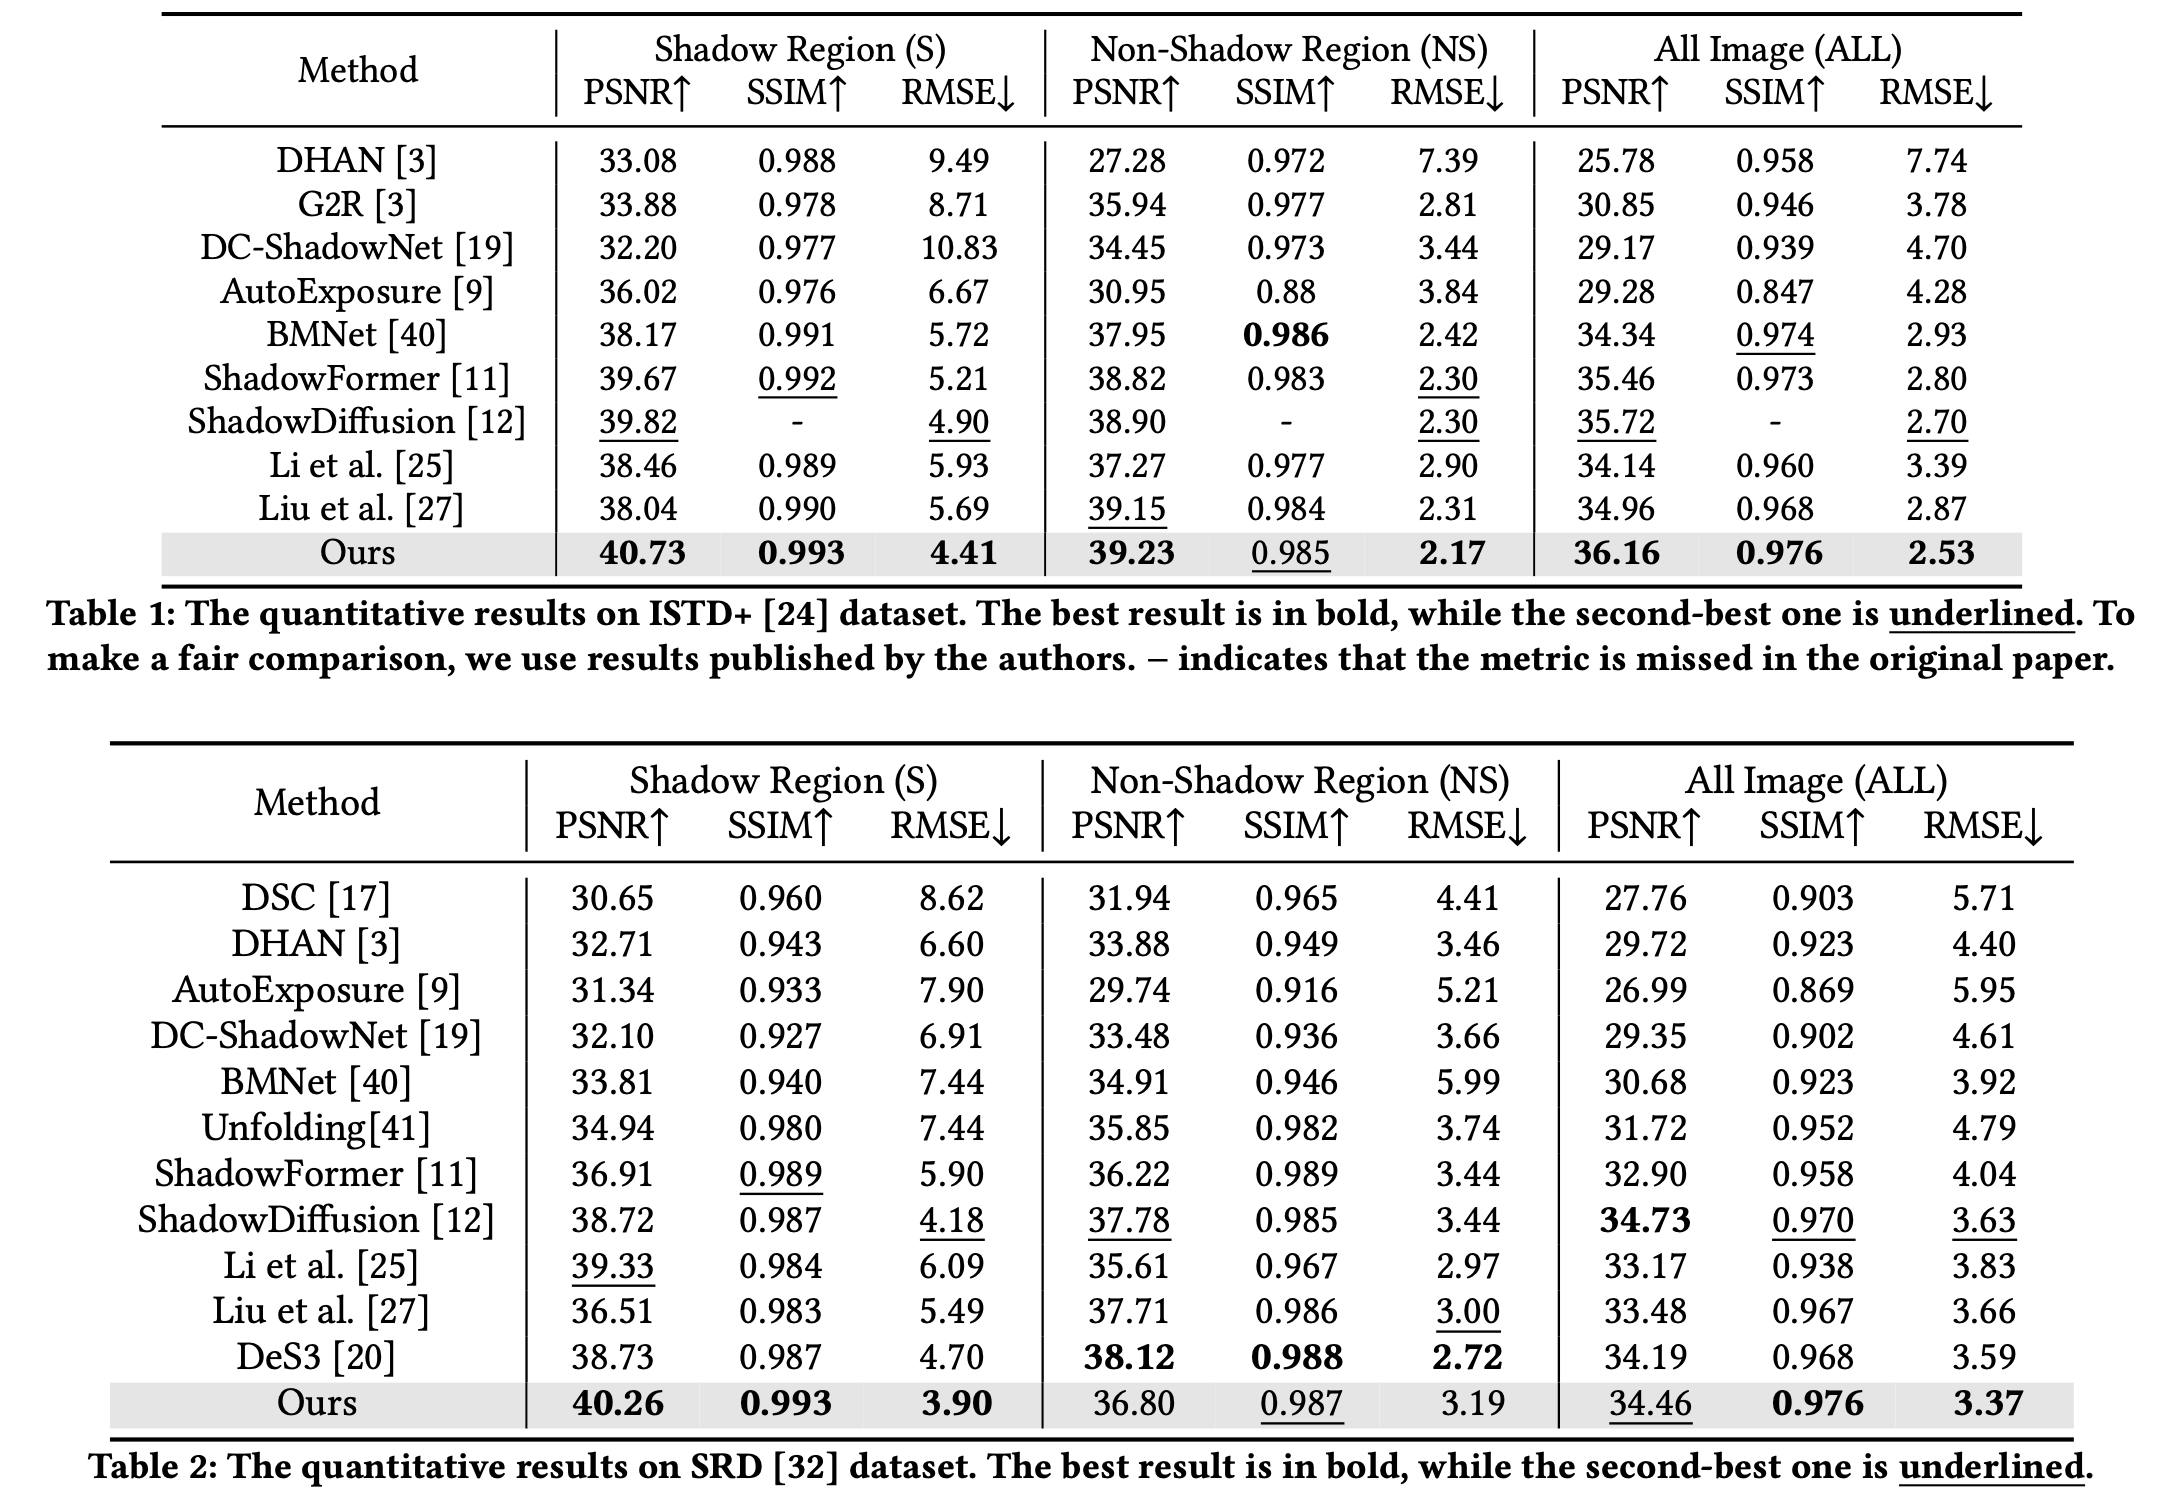 Method Shadow Region (S) Non-Shadow Region (NS) All Image (ALL)
PSNR↑ SSIM↑ RMSE↓ PSNR↑ SSIM↑ RMSE↓ PSNR↑ SSIM↑ RMSE↓
DHAN [3] 33.08 0.988 9.49 27.28 0.972 7.39 25.78 0.958 7.74
G2R [3] 33.88 0.978 8.71 35.94 0.977 2.81 30.85 0.946 3.78
DC-ShadowNet [19] 32.20 0.977 10.83 34.45 0.973 3.44 29.17 0.939 4.70
AutoExposure [9] 36.02 0.976 6.67 30.95 0.88 3.84 29.28 0.847 4.28
BMNet [40] 38.17 0.991 5.72 37.95 0.986 2.42 34.34 0.974 2.93
ShadowFormer [11] 39.67 0.992 5.21 38.82 0.983 2.30 35.46 0.973 2.80
ShadowDiffusion [12] 39.82 - 4.90 38.90 - 2.30 35.72 - 2.70
Li et al. [25] 38.46 0.989 5.93 37.27 0.977 2.90 34.14 0.960 3.39
Liu et al. [27] 38.04 0.990 5.69 39.15 0.984 2.31 34.96 0.968 2.87
Ours 40.73 0.993 4.41 39.23 0.985 2.17 36.16 0.976 2.53
Table 1: The quantitative results on ISTD+ [24] dataset. The best result is in bold, while the second-best one is underlined. To
make a fair comparison, we use results published by the authors. – indicates that the metric is missed in the original paper.
Method Shadow Region (S) Non-Shadow Region (NS) All Image (ALL)
PSNR↑ SSIM↑ RMSE↓ PSNR↑ SSIM↑ RMSE↓ PSNR↑ SSIM↑ RMSE↓
DSC [17] 30.65 0.960 8.62 31.94 0.965 4.41 27.76 0.903 5.71
DHAN [3] 32.71 0.943 6.60 33.88 0.949 3.46 29.72 0.923 4.40
AutoExposure [9] 31.34 0.933 7.90 29.74 0.916 5.21 26.99 0.869 5.95
DC-ShadowNet [19] 32.10 0.927 6.91 33.48 0.936 3.66 29.35 0.902 4.61
BMNet [40] 33.81 0.940 7.44 34.91 0.946 5.99 30.68 0.923 3.92
Unfolding[41] 34.94 0.980 7.44 35.85 0.982 3.74 31.72 0.952 4.79
ShadowFormer [11] 36.91 0.989 5.90 36.22 0.989 3.44 32.90 0.958 4.04
ShadowDiffusion [12] 38.72 0.987 4.18 37.78 0.985 3.44 34.73 0.970 3.63
Li et al. [25] 39.33 0.984 6.09 35.61 0.967 2.97 33.17 0.938 3.83
Liu et al. [27] 36.51 0.983 5.49 37.71 0.986 3.00 33.48 0.967 3.66
DeS3 [20] 38.73 0.987 4.70 38.12 0.988 2.72 34.19 0.968 3.59
Ours 40.26 0.993 3.90 36.80 0.987 3.19 34.46 0.976 3.37
Table 2: The quantitative results on SRD [32] dataset. The best result is in bold, while the second-best one is underlined.